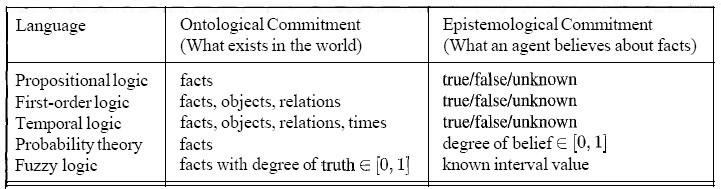 Language Ontological Commitment Epistemological Commitment
(What exists in the world) (What an agent believes about facts)
Propositional logic facts true/false/unknown
First-order logic facts, objects, relations true/false/unknown
Temporal logic facts, objects, relations, times true/false/unknown
Probability theory facts degree of belief ∈ [0, 1]
Fuzzy logic facts with degree of truth ∈ [0, 1] known interval value